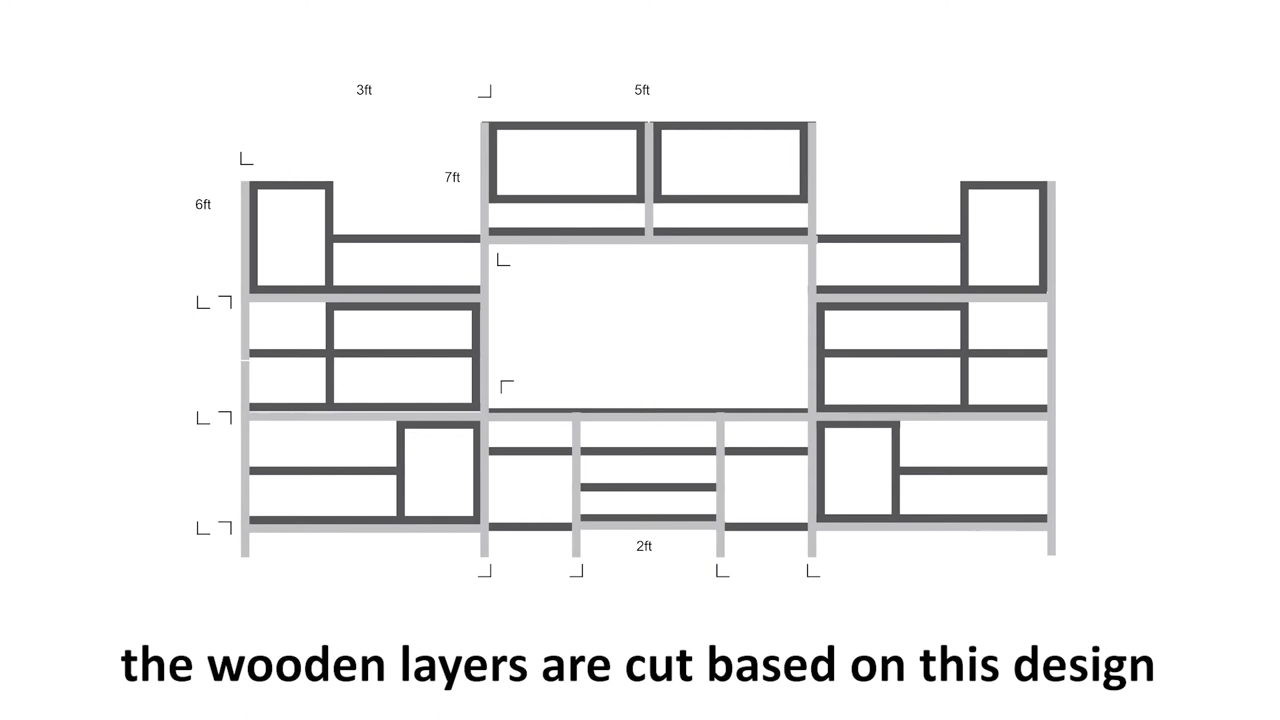 3ft
5ft
7ft
6ft
2ft
the wooden layers are cut based on this design